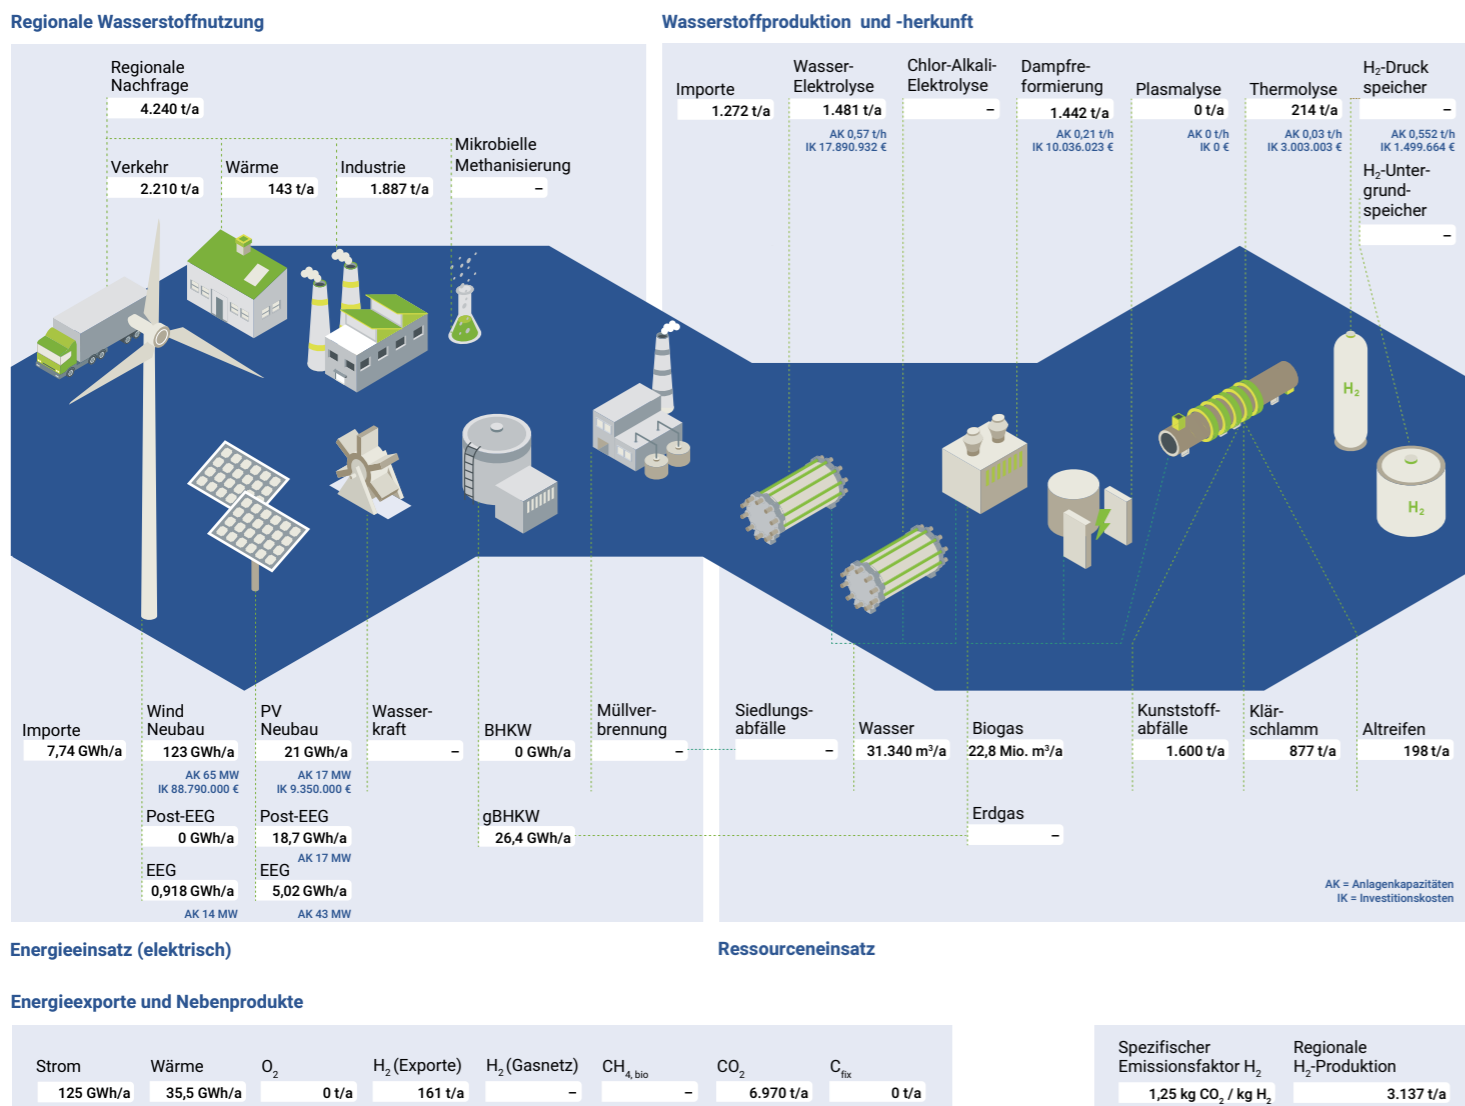 Regionale Wasserstoffnutzung
Wasserstoffproduktion und -herkunft
Regionale
Nachfrage
4.240 t/a
Verkehr
2.210 t/a
Wärme
143 t/a
Industrie
1.887 t/a
Mikrobielle
Methanisierung
–
Importe
1.272 t/a
Wasser-
Elektrolyse
1.481 t/a
AK 0,57 t/h
IK 17.890.932 €
Chlor-Alkali-
Elektrolyse
–
Dampfre-
formierung
1.442 t/a
AK 0,21 t/h
IK 10.036.023 €
Plasmalyse
0 t/a
AK 0 t/h
IK 0 €
Thermolyse
214 t/a
AK 0,03 t/h
IK 3.003.003 €
H₂-Druck
speicher
–
AK 0,552 t/h
IK 1.499.664 €
H₂-Unter-
grund-
speicher
–
H₂
H₂
Importe
7,74 GWh/a
Wind
Neubau
123 GWh/a
AK 65 MW
IK 88.790.000 €
Post-EEG
0 GWh/a
EEG
0,918 GWh/a
AK 14 MW
PV
Neubau
21 GWh/a
AK 17 MW
IK 9.350.000 €
Post-EEG
18,7 GWh/a
AK 17 MW
EEG
5,02 GWh/a
AK 43 MW
Wasser-
kraft
–
BHKW
0 GWh/a
gBHKW
26,4 GWh/a
Müllver-
brennung
–
Siedlungs-
abfälle
–
Wasser
31.340 m³/a
Biogas
22,8 Mio. m³/a
Erdgas
–
Kunststoff-
abfälle
1.600 t/a
Klär-
schlamm
877 t/a
Altreifen
198 t/a
AK = Anlagenkapazitäten
IK = Investitionskosten
Energieeinsatz (elektrisch)
Ressourceneinsatz
Energieexporte und Nebenprodukte
Strom
125 GWh/a
Wärme
35,5 GWh/a
O₂
0 t/a
H₂ (Exporte)
161 t/a
H₂ (Gasnetz)
–
CH₄, bio
–
CO₂
6.970 t/a
C fix
0 t/a
Spezifischer
Emissionsfaktor H₂
1,25 kg CO₂ / kg H₂
Regionale
H₂-Produktion
3.137 t/a